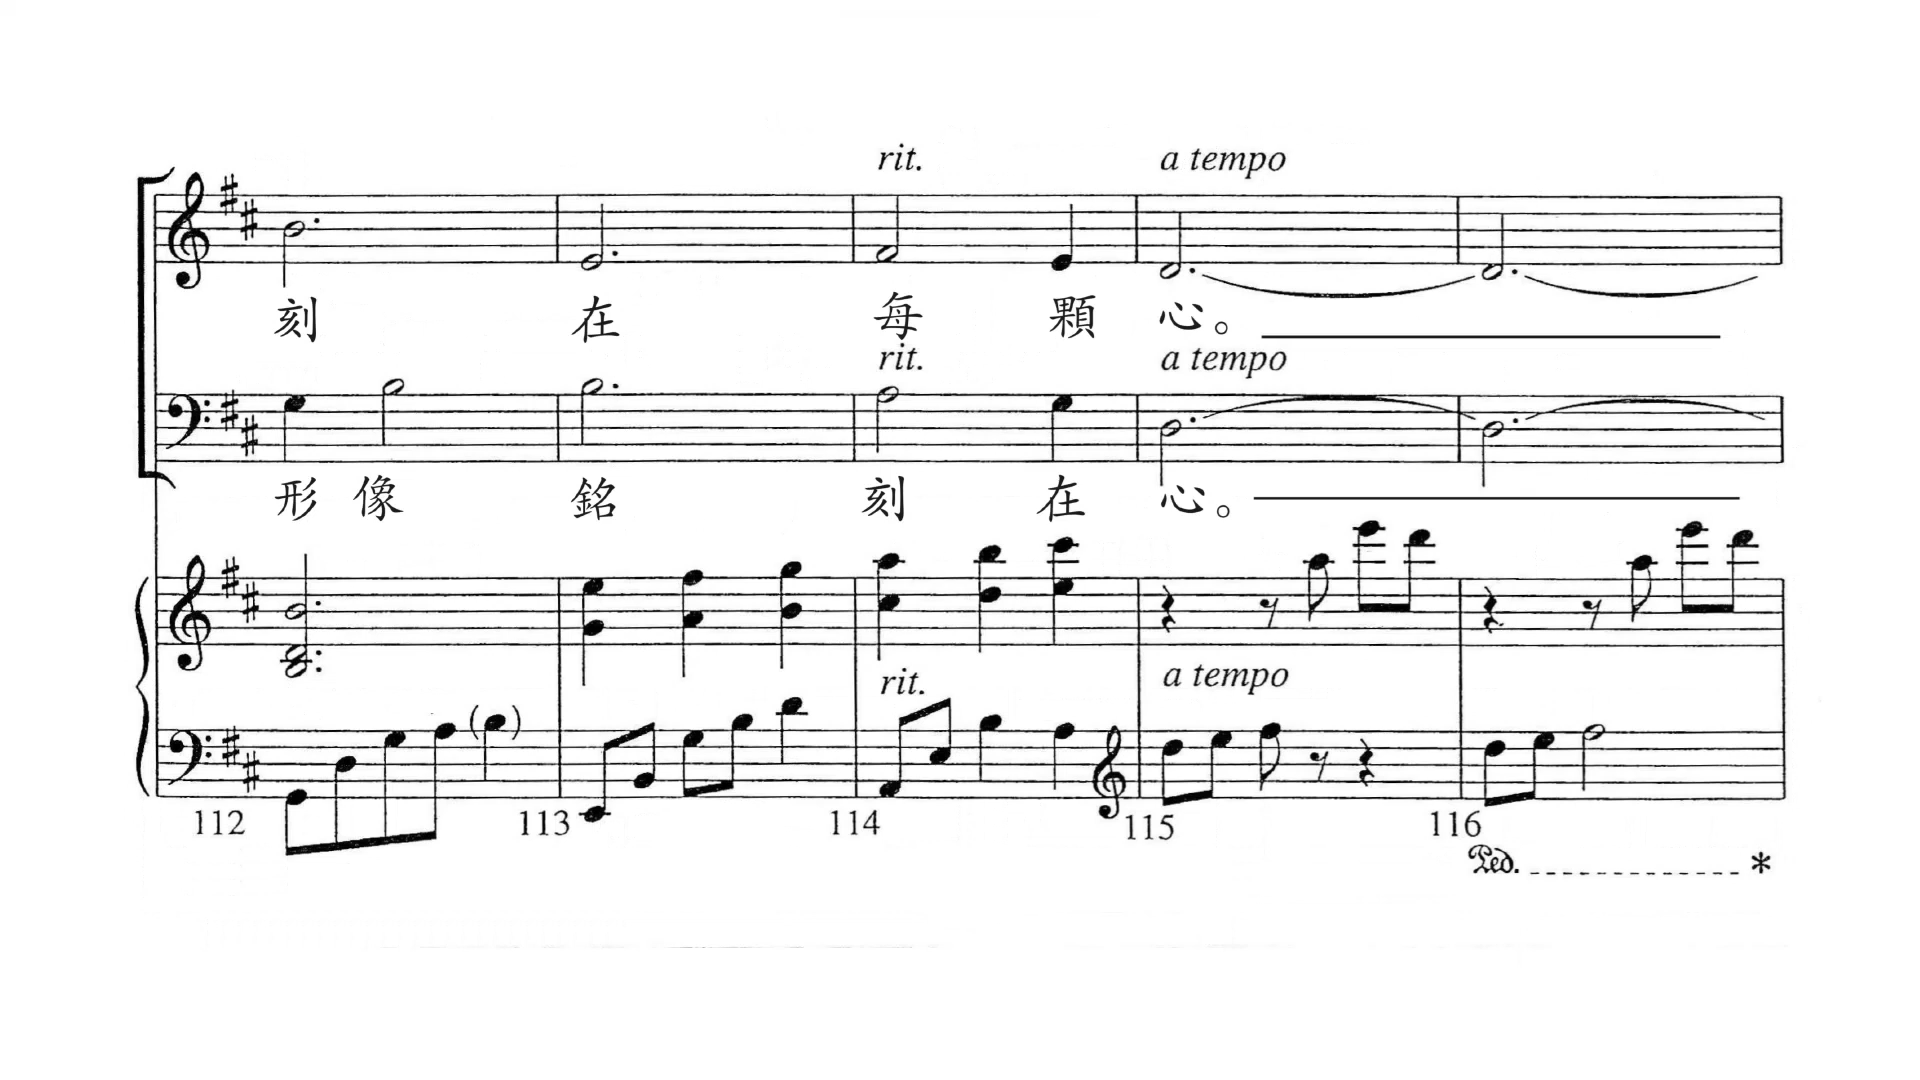 rit. a tempo
刻 在 每 顆 心。
rit. a tempo
形 像 銘 刻 在 心。
rit. a tempo
112 113 114 115 116
Ped. *